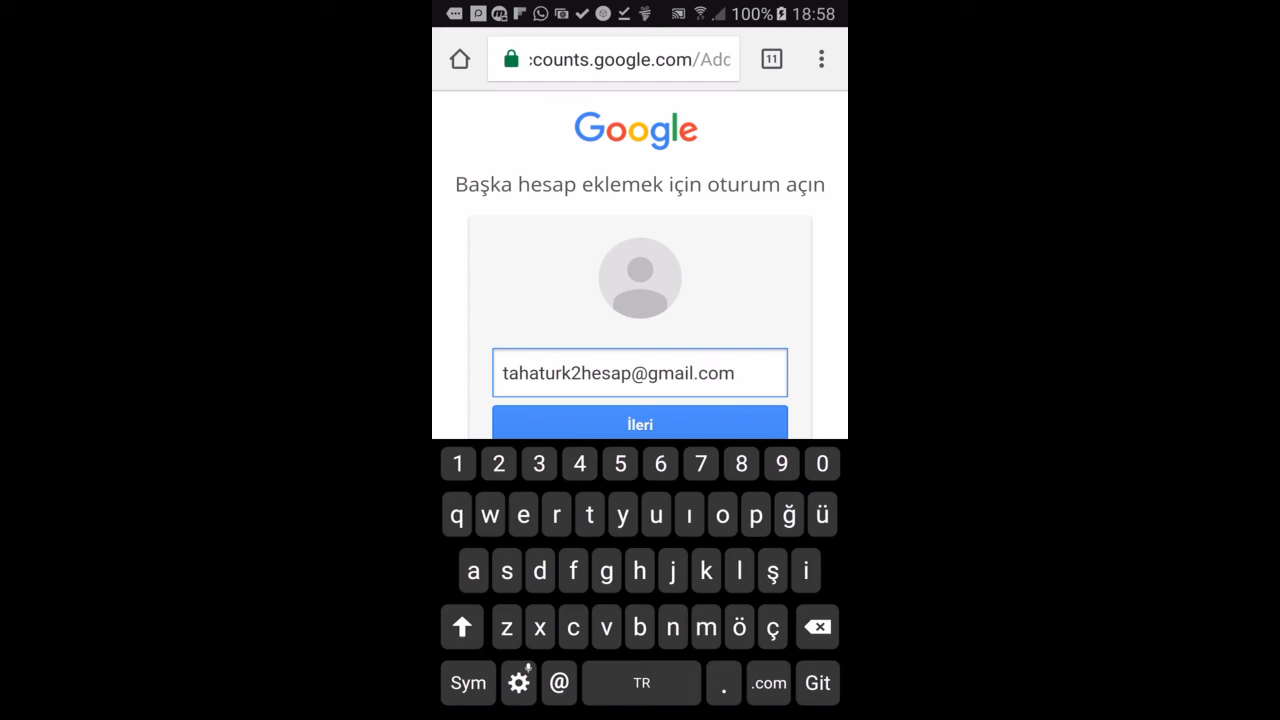 100% 18:58
:counts.google.com/Adc 11
Google
Başka hesap eklemek için oturum açın
tahaturk2hesap@gmail.com
İleri
1 2 3 4 5 6 7 8 9 0
q w e r t y u ı o p ğ ü
a s d f g h j k l ş i
z x c v b n m ö ç
Sym @ TR . .com Git